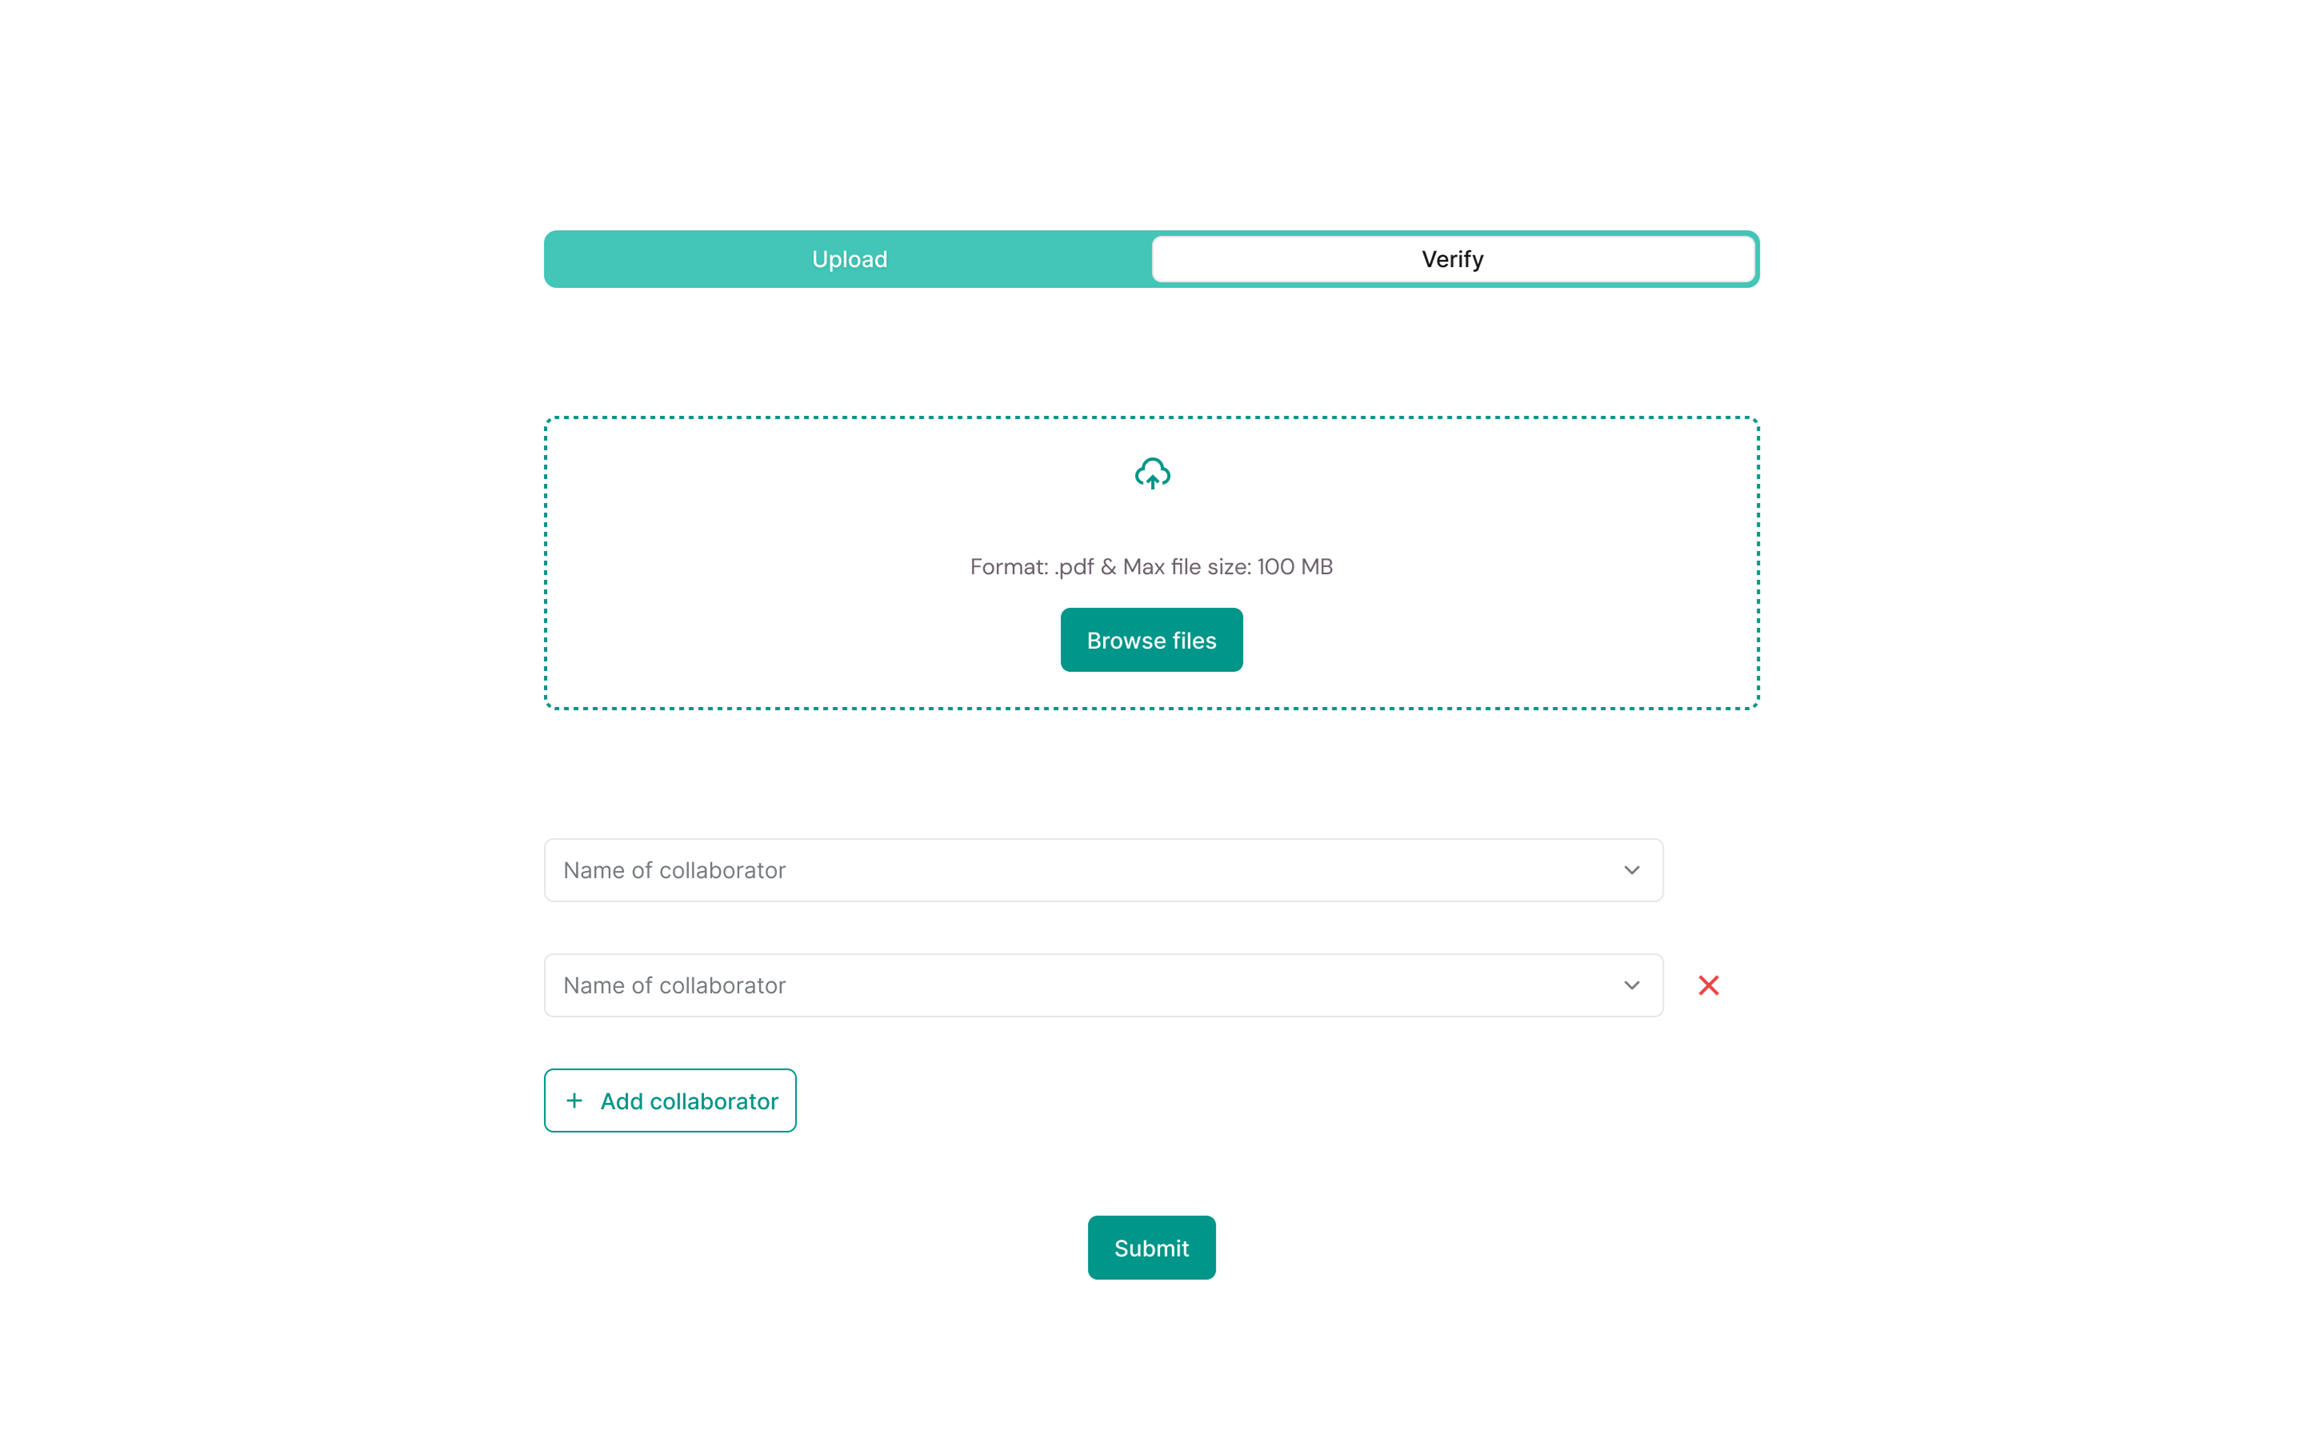 Upload
Verify
Format: .pdf & Max file size: 100 MB
Browse files
Name of collaborator
Name of collaborator
Add collaborator
Submit